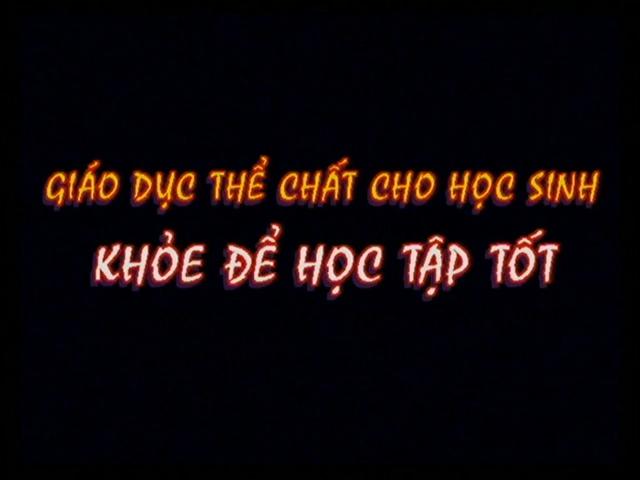 GIÁO DỤC THỂ CHẤT CHO HỌC SINH
KHỎE ĐỂ HỌC TẬP TỐT